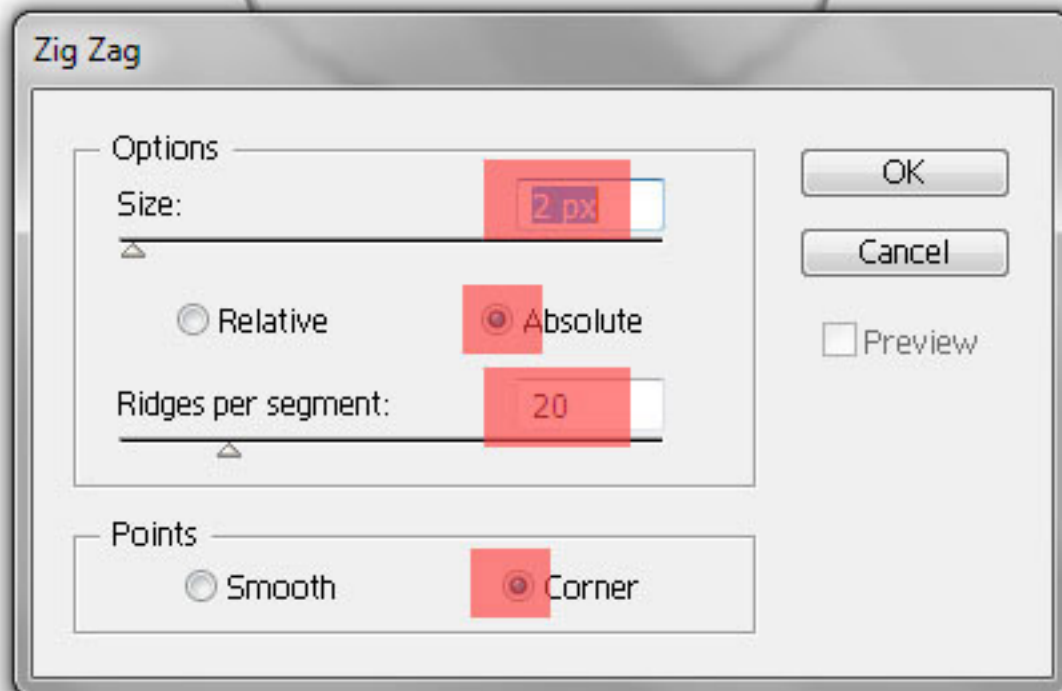 Zig Zag
Options
Size: 2 px
Relative Absolute
Ridges per segment: 20
Points
Smooth Corner
OK
Cancel
Preview